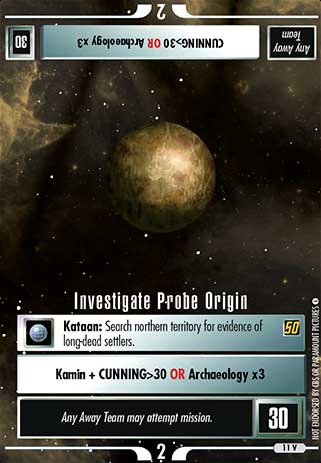 2
30
CUNNING>30 OR Archaeology x3
Any Away
Team
Investigate Probe Origin
Kataan: Search northern territory for evidence of
long-dead settlers.
50
Kamin + CUNNING>30 OR Archaeology x3
Any Away Team may attempt mission.
30
2
11 V
NOT ENDORSED BY CBS OR PARAMOUNT PICTURES